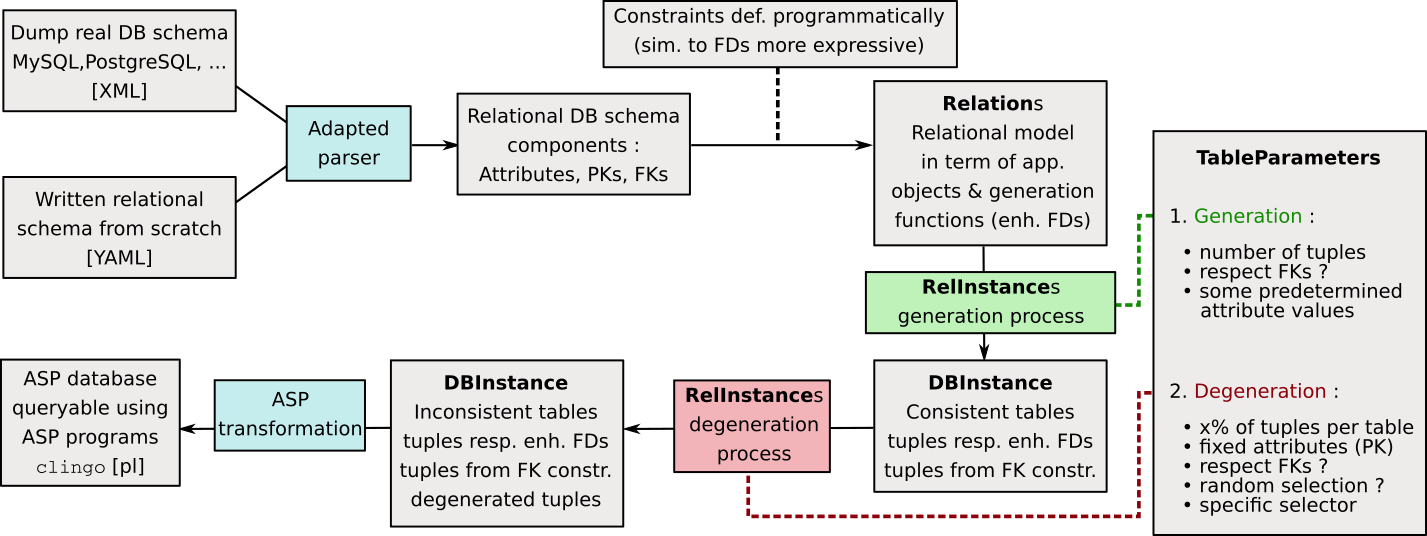 Dump real DB schema
MySQL,PostgreSQL, ...
[XML]
Written relational
schema from scratch
[YAML]
Adapted
parser
Relational DB schema
components :
Attributes, PKs, FKs
Constraints def. programmatically
(sim. to FDs more expressive)
Relations
Relational model
in term of app.
objects & generation
functions (enh. FDs)
RelInstances
generation process
DBInstance
Consistent tables
tuples resp. enh. FDs
tuples from FK constr.
RelInstances
degeneration
process
DBInstance
Inconsistent tables
tuples resp. enh. FDs
tuples from FK constr.
degenerated tuples
ASP
transformation
ASP database
queryable using
ASP programs
clingo [pl]
TableParameters
1. Generation :
• number of tuples
• respect FKs ?
• some predetermined
attribute values
2. Degeneration :
• x% of tuples per table
• fixed attributes (PK)
• respect FKs ?
• random selection ?
• specific selector